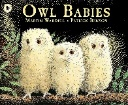 OWL BABIES
MARTIN WADDELL • PATRICK BENSON